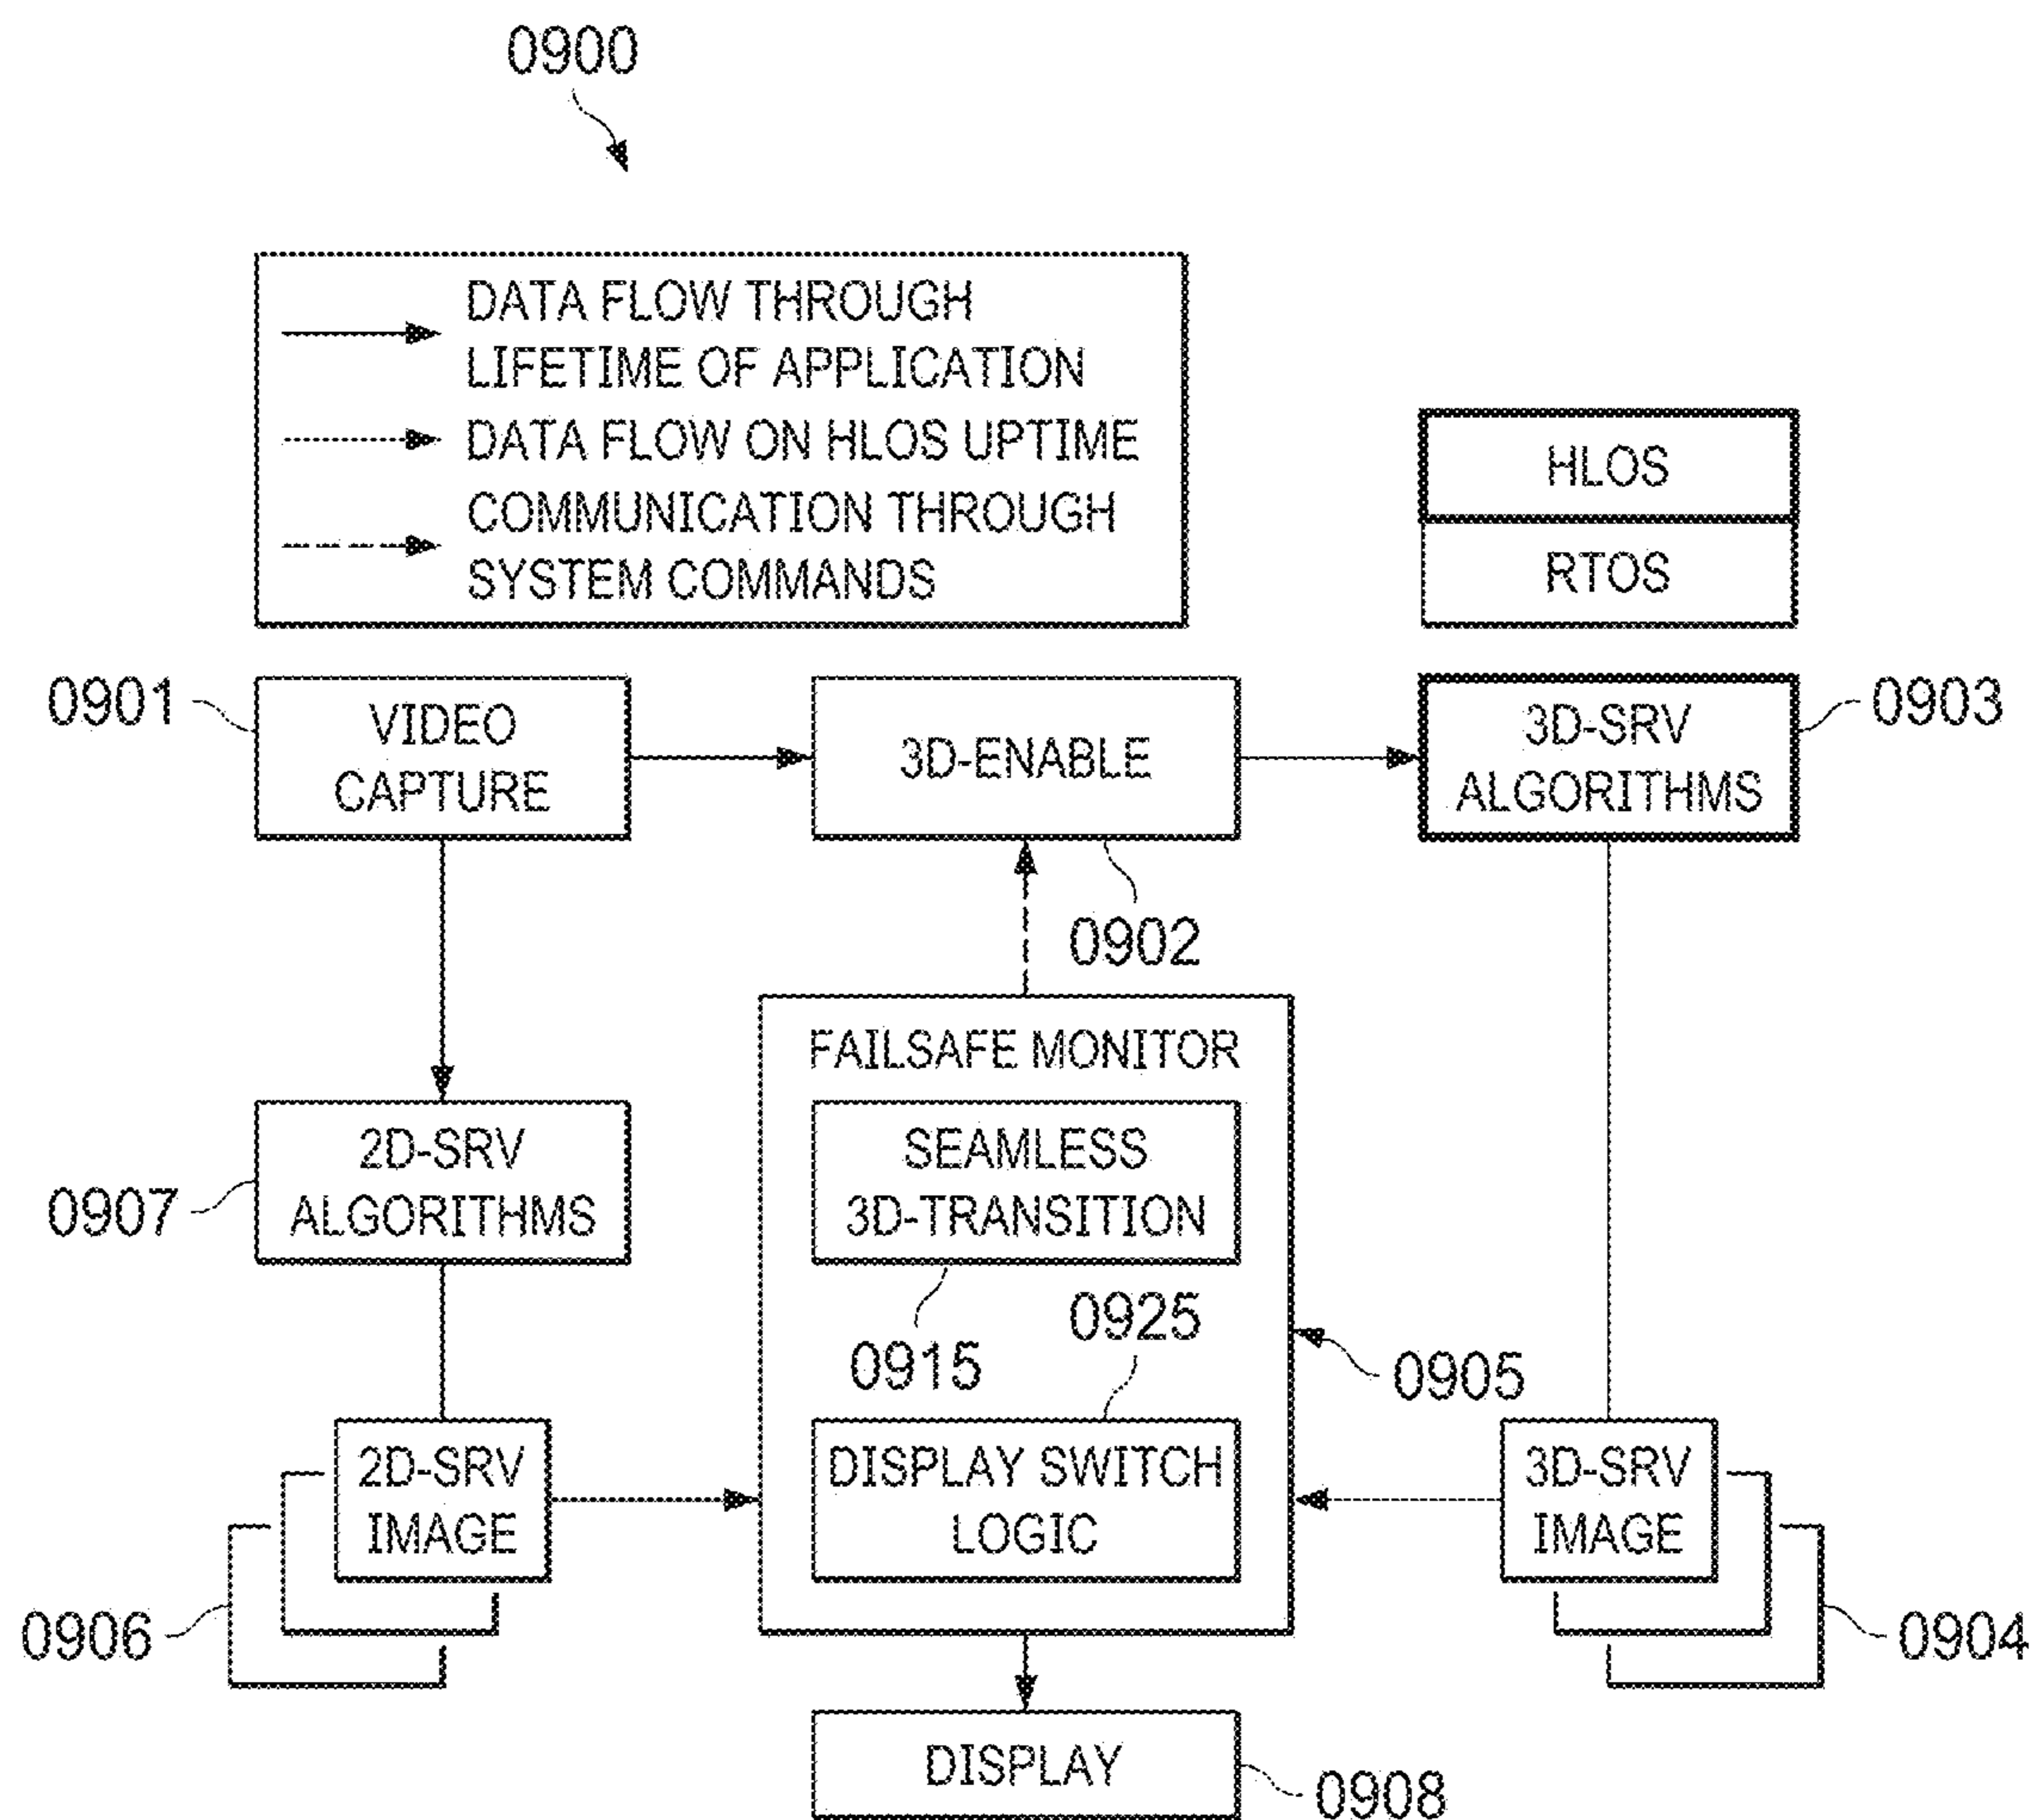 0900
DATA FLOW THROUGH
LIFETIME OF APPLICATION
DATA FLOW ON HLOS UPTIME
COMMUNICATION THROUGH
SYSTEM COMMANDS
HLOS
RTOS
0901
VIDEO
CAPTURE
3D-ENABLE
3D-SRV
ALGORITHMS
0903
0902
FAILSAFE MONITOR
2D-SRV
ALGORITHMS
0907
SEAMLESS
3D-TRANSITION
0925
0915
0905
2D-SRV
IMAGE
DISPLAY SWITCH
LOGIC
3D-SRV
IMAGE
0906
0904
DISPLAY
0908